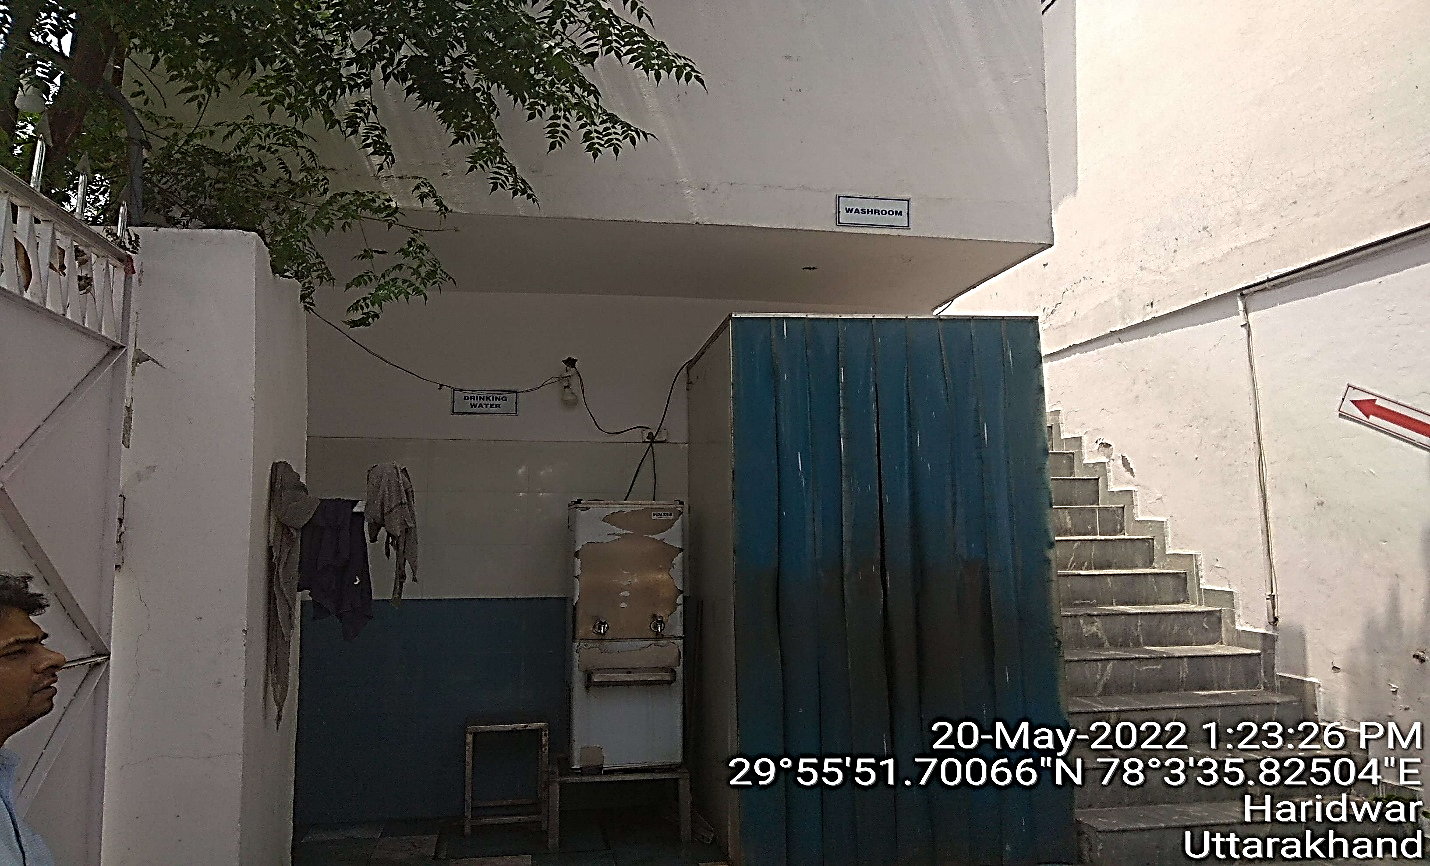 WASHROOM
DRINKING
WATER
20-May-2022 1:23:26 PM
29°55'51.70066"N 78°3'35.82504"E
Haridwar
Uttarakhand